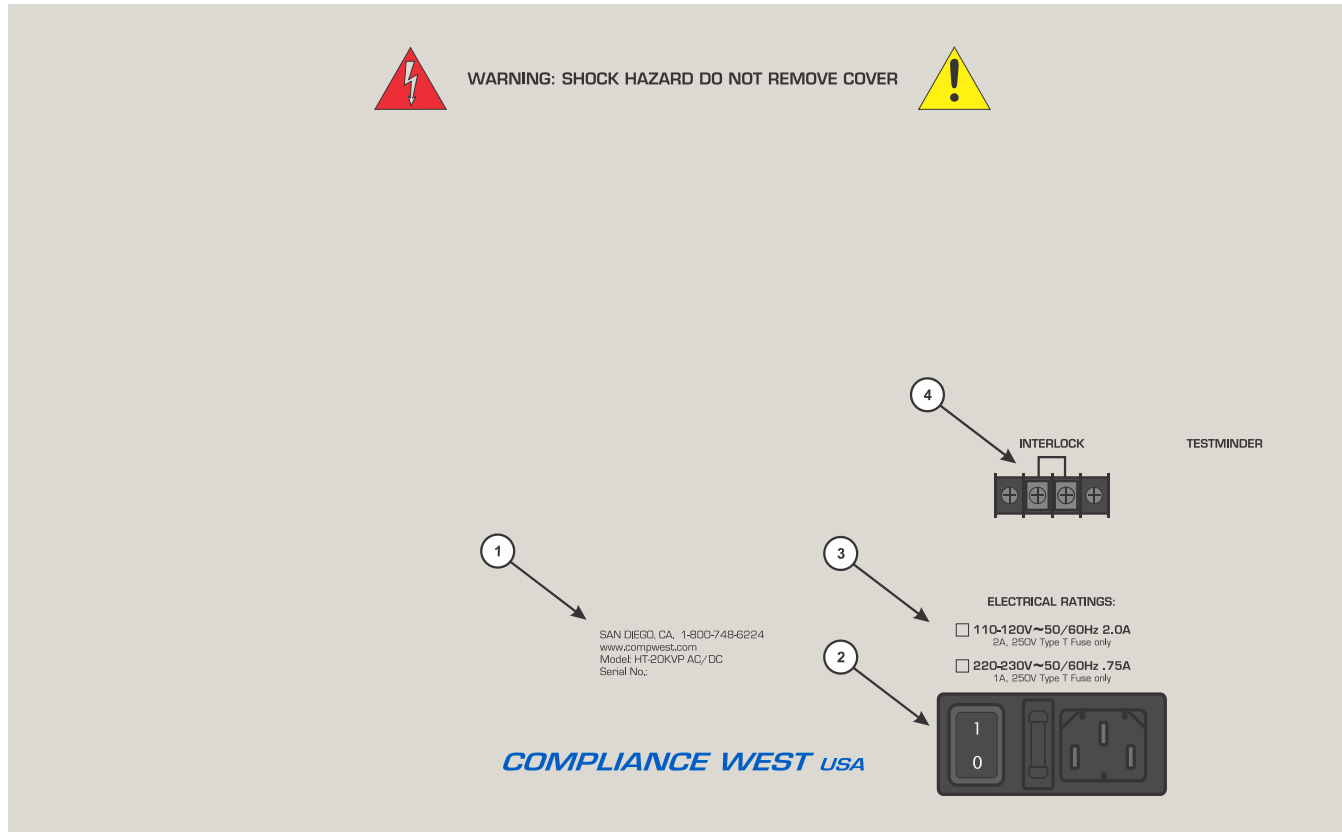 WARNING: SHOCK HAZARD DO NOT REMOVE COVER
4
INTERLOCK
TESTMINDER
1
3
ELECTRICAL RATINGS:
110-120V~50/60Hz 2.0A
2A, 250V Type T Fuse only
SAN DIEGO, CA, 1-800-748-6224
www.compwest.com
Model: HT-20KVP AC/DC
Serial No.:
2
220-230V~50/60Hz .75A
1A, 250V Type T Fuse only
1
0
COMPLIANCE WEST USA